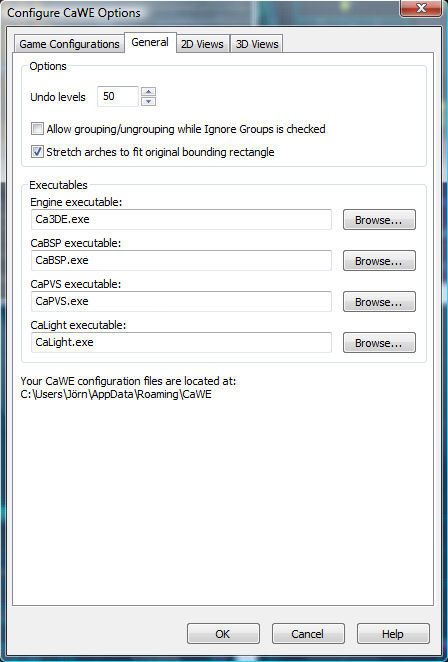 Configure CaWE Options
Game Configurations General 2D Views 3D Views
Options
Undo levels 50
Allow grouping/ungrouping while Ignore Groups is checked
Stretch arches to fit original bounding rectangle
Executables
Engine executable:
Ca3DE.exe Browse...
CaBSP executable:
CaBSP.exe Browse...
CaPVS executable:
CaPVS.exe Browse...
CaLight executable:
CaLight.exe Browse...
Your CaWE configuration files are located at:
C:\Users\Jörn\AppData\Roaming\CaWE
OK Cancel Help